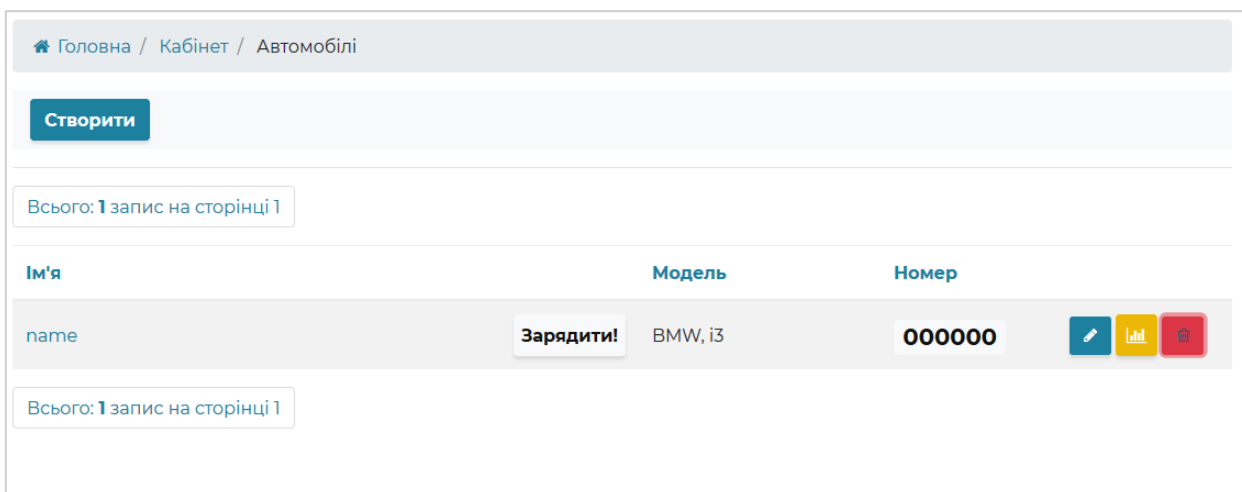 Головна / Кабінет / Автомобілі
Створити
Всього: 1 запис на сторінці 1
Ім'я Модель Номер
name Зарядити! BMW, i3 000000
Всього: 1 запис на сторінці 1